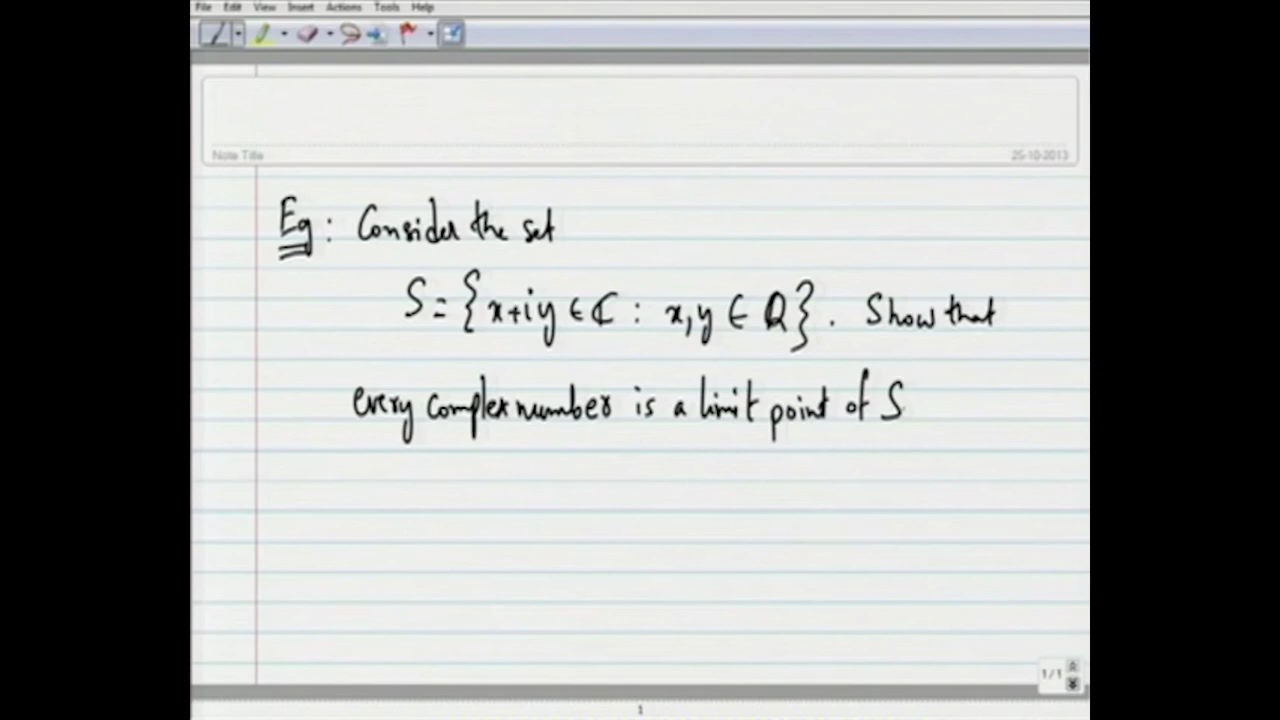 File Edit View Insert Actions Tools Help
Note Title 25-10-2013
Eg: Consider the set
S = {x+iy ∈ ℂ : x,y ∈ ℚ}. Show that
every complex number is a limit point of S
1/1
1